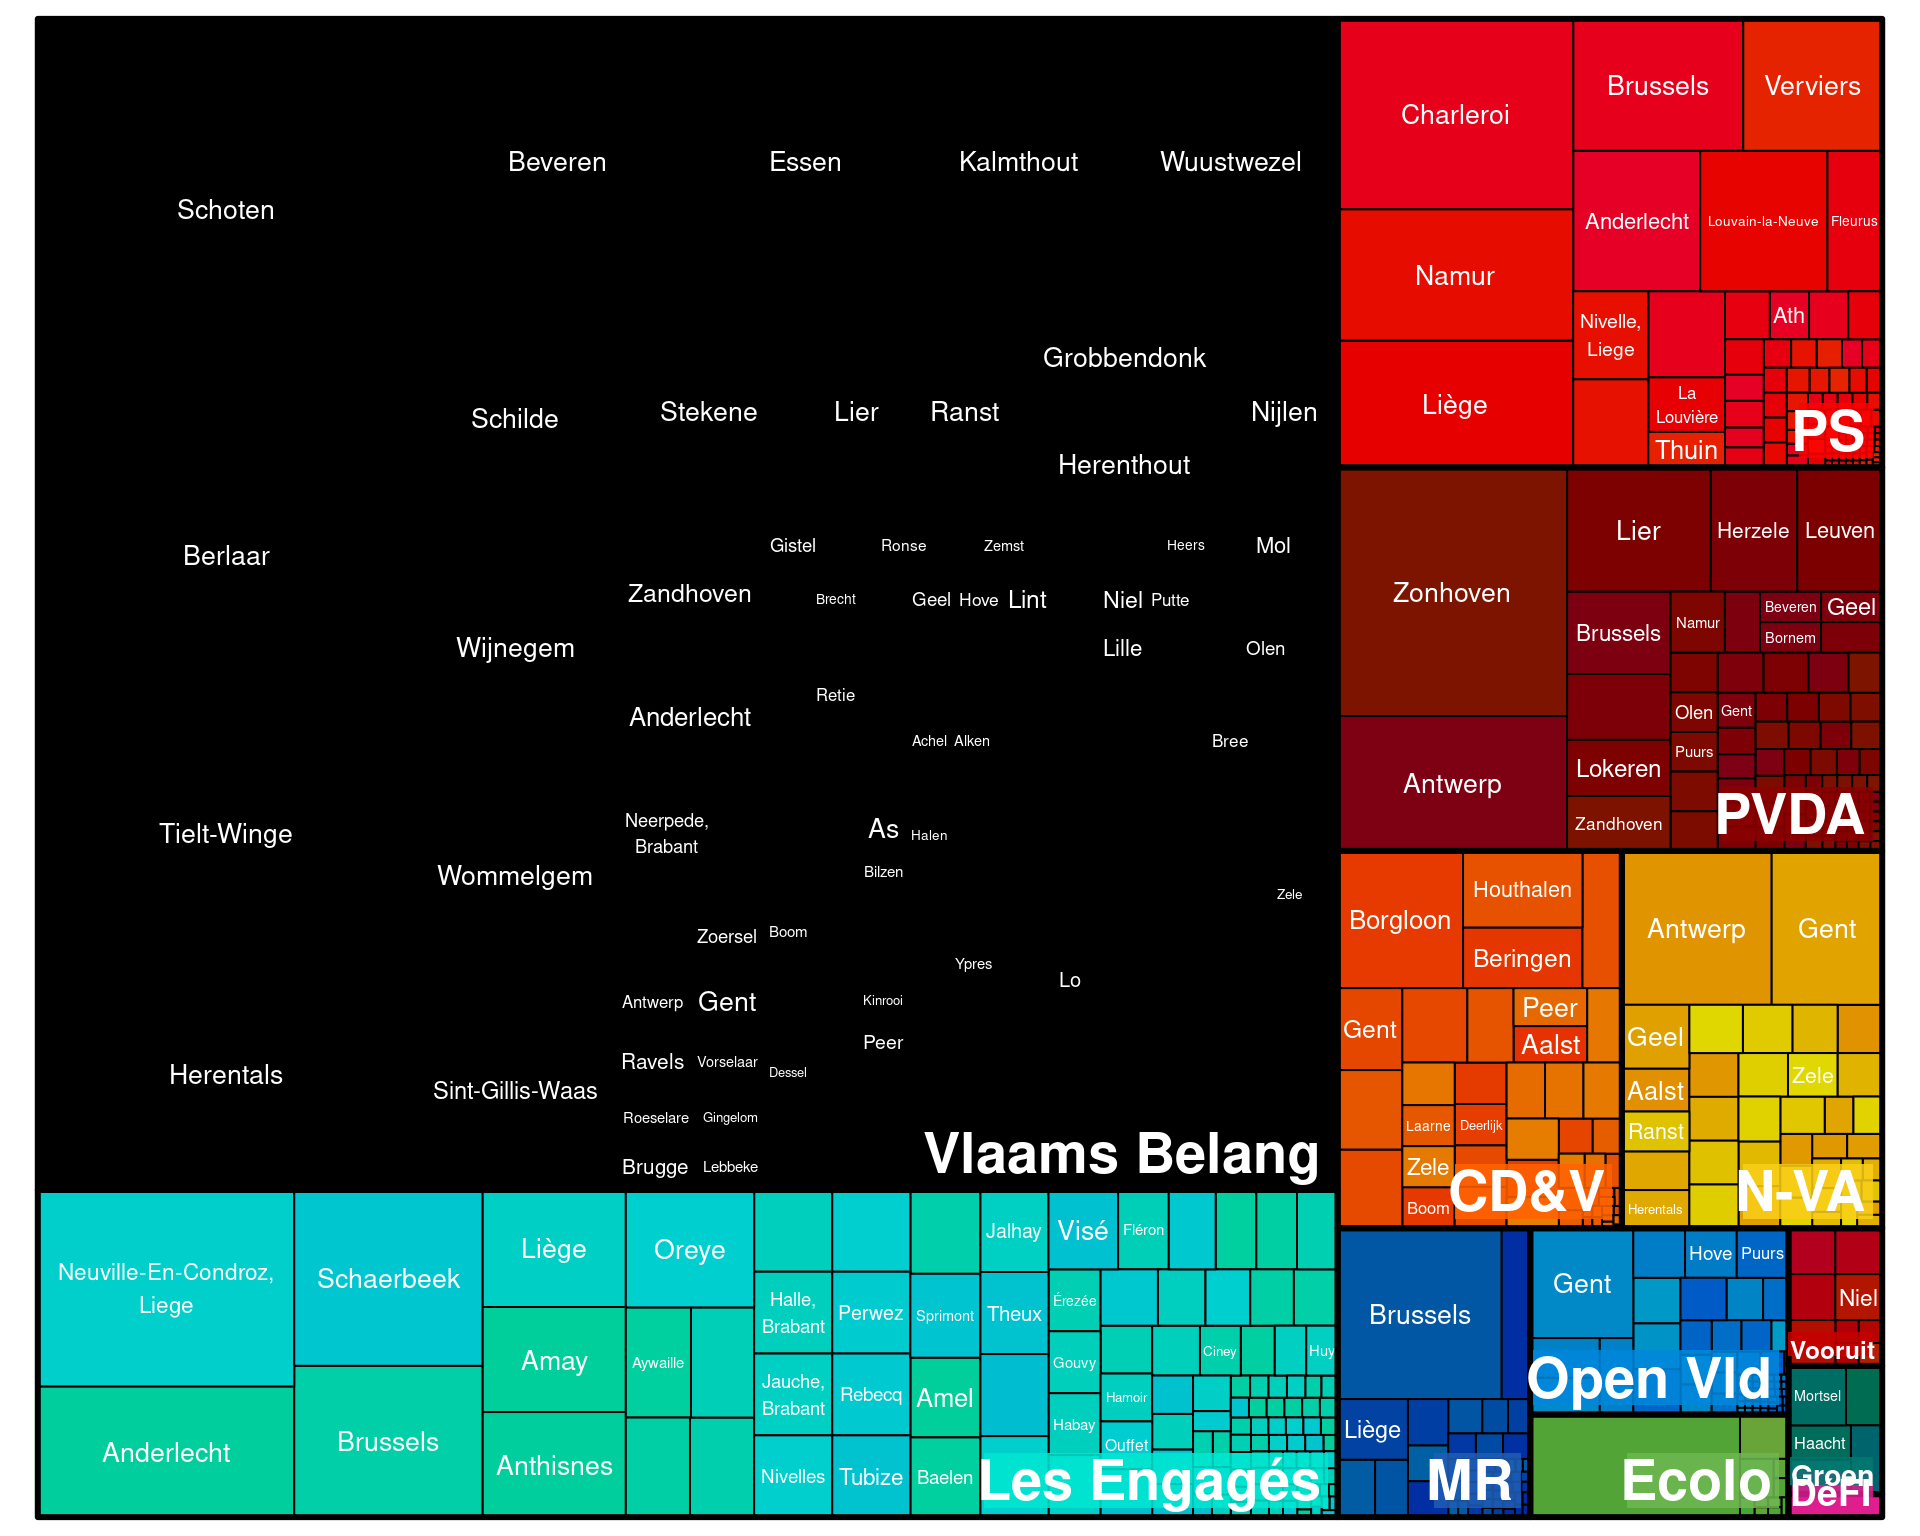 Schoten
Beveren
Essen
Kalmthout
Wuustwezel
Grobbendonk
Schilde
Stekene
Lier
Ranst
Nijlen
Herenthout
Berlaar
Gistel
Ronse
Zemst
Heers
Mol
Zandhoven
Brecht
Geel
Hove
Lint
Niel
Putte
Wijnegem
Lille
Olen
Retie
Anderlecht
Achel
Alken
Bree
Tielt-Winge
Neerpede,
Brabant
As
Halen
Wommelgem
Bilzen
Zele
Zoersel
Boom
Ypres
Lo
Antwerp
Gent
Kinrooi
Peer
Herentals
Sint-Gillis-Waas
Ravels
Vorselaar
Dessel
Roeselare
Gingelom
Brugge
Lebbeke
Vlaams Belang
Neuville-En-Condroz,
Liege
Schaerbeek
Liège
Oreye
Anderlecht
Brussels
Amay
Anthisnes
Aywaille
Halle,
Brabant
Perwez
Sprimont
Jalhay
Theux
Visé
Fléron
Érezée
Jauche,
Brabant
Rebecq
Amel
Gouvy
Ciney
Huy
Hamoir
Habay
Ouffet
Nivelles
Tubize
Baelen
Les Engagés
Charleroi
Brussels
Verviers
Anderlecht
Louvain-la-Neuve
Fleurus
Namur
Liège
Nivelle,
Liege
Ath
La
Louvière
Thuin
PS
Zonhoven
Lier
Herzele
Leuven
Brussels
Namur
Beveren
Geel
Bornem
Antwerp
Olen
Gent
Puurs
Lokeren
Zandhoven
PVDA
Borgloon
Houthalen
Beringen
Gent
Peer
Aalst
Laarne
Deerlijk
Zele
Boom
CD&V
Antwerp
Gent
Geel
Aalst
Zele
Ranst
Herentals
N-VA
Brussels
Liège
MR
Gent
Hove
Puurs
Open Vld
Niel
Vooruit
Ecolo
Mortsel
Haacht
Groen
DéFI